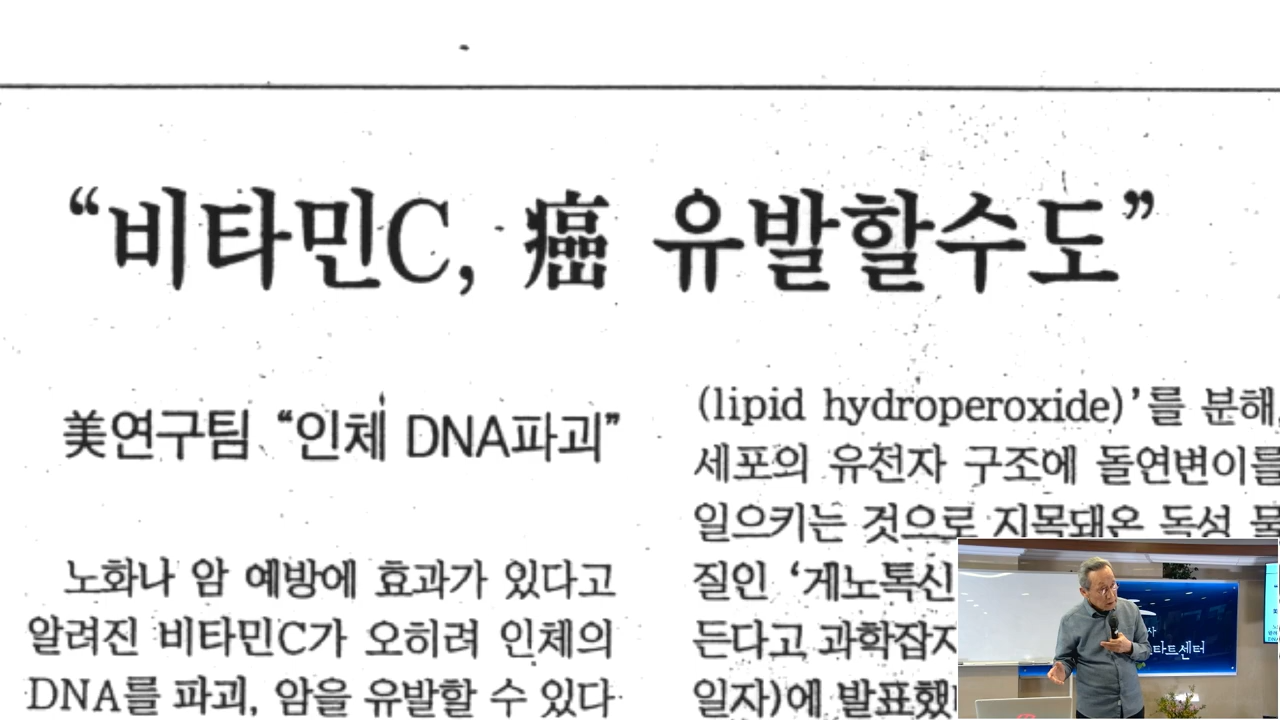 “비타민C, 癌 유발할수도”
美연구팀 “인체 DNA파괴”
노화나 암 예방에 효과가 있다고
알려진 비타민C가 오히려 인체의
DNA를 파괴, 암을 유발할 수 있다
(lipid hydroperoxide)’를 분해,
세포의 유전자 구조에 돌연변이를
일으키는 것으로 지목돼온 독성 물
질인 ‘게노톡신
든다고 과학잡지
일자)에 발표했
타트센터